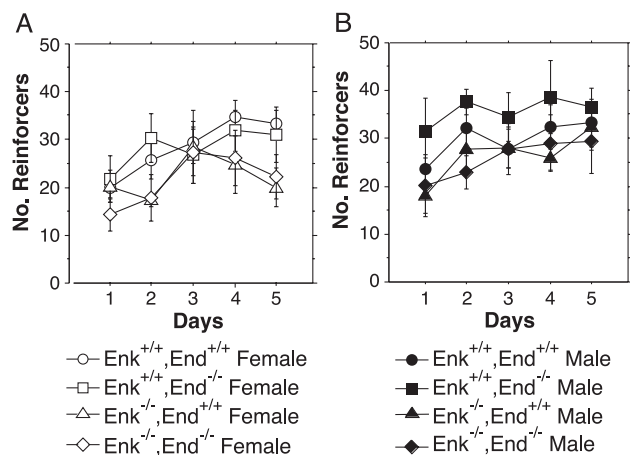 A
50
40
30
20
10
0
No. Reinforcers
1 2 3 4 5
Days
Enk+/+,End+/+ Female
Enk+/+,End-/- Female
Enk-/-,End+/+ Female
Enk-/-,End-/- Female
B
50
40
30
20
10
0
No. Reinforcers
1 2 3 4 5
Days
Enk+/+,End+/+ Male
Enk+/+,End-/- Male
Enk-/-,End+/+ Male
Enk-/-,End-/- Male